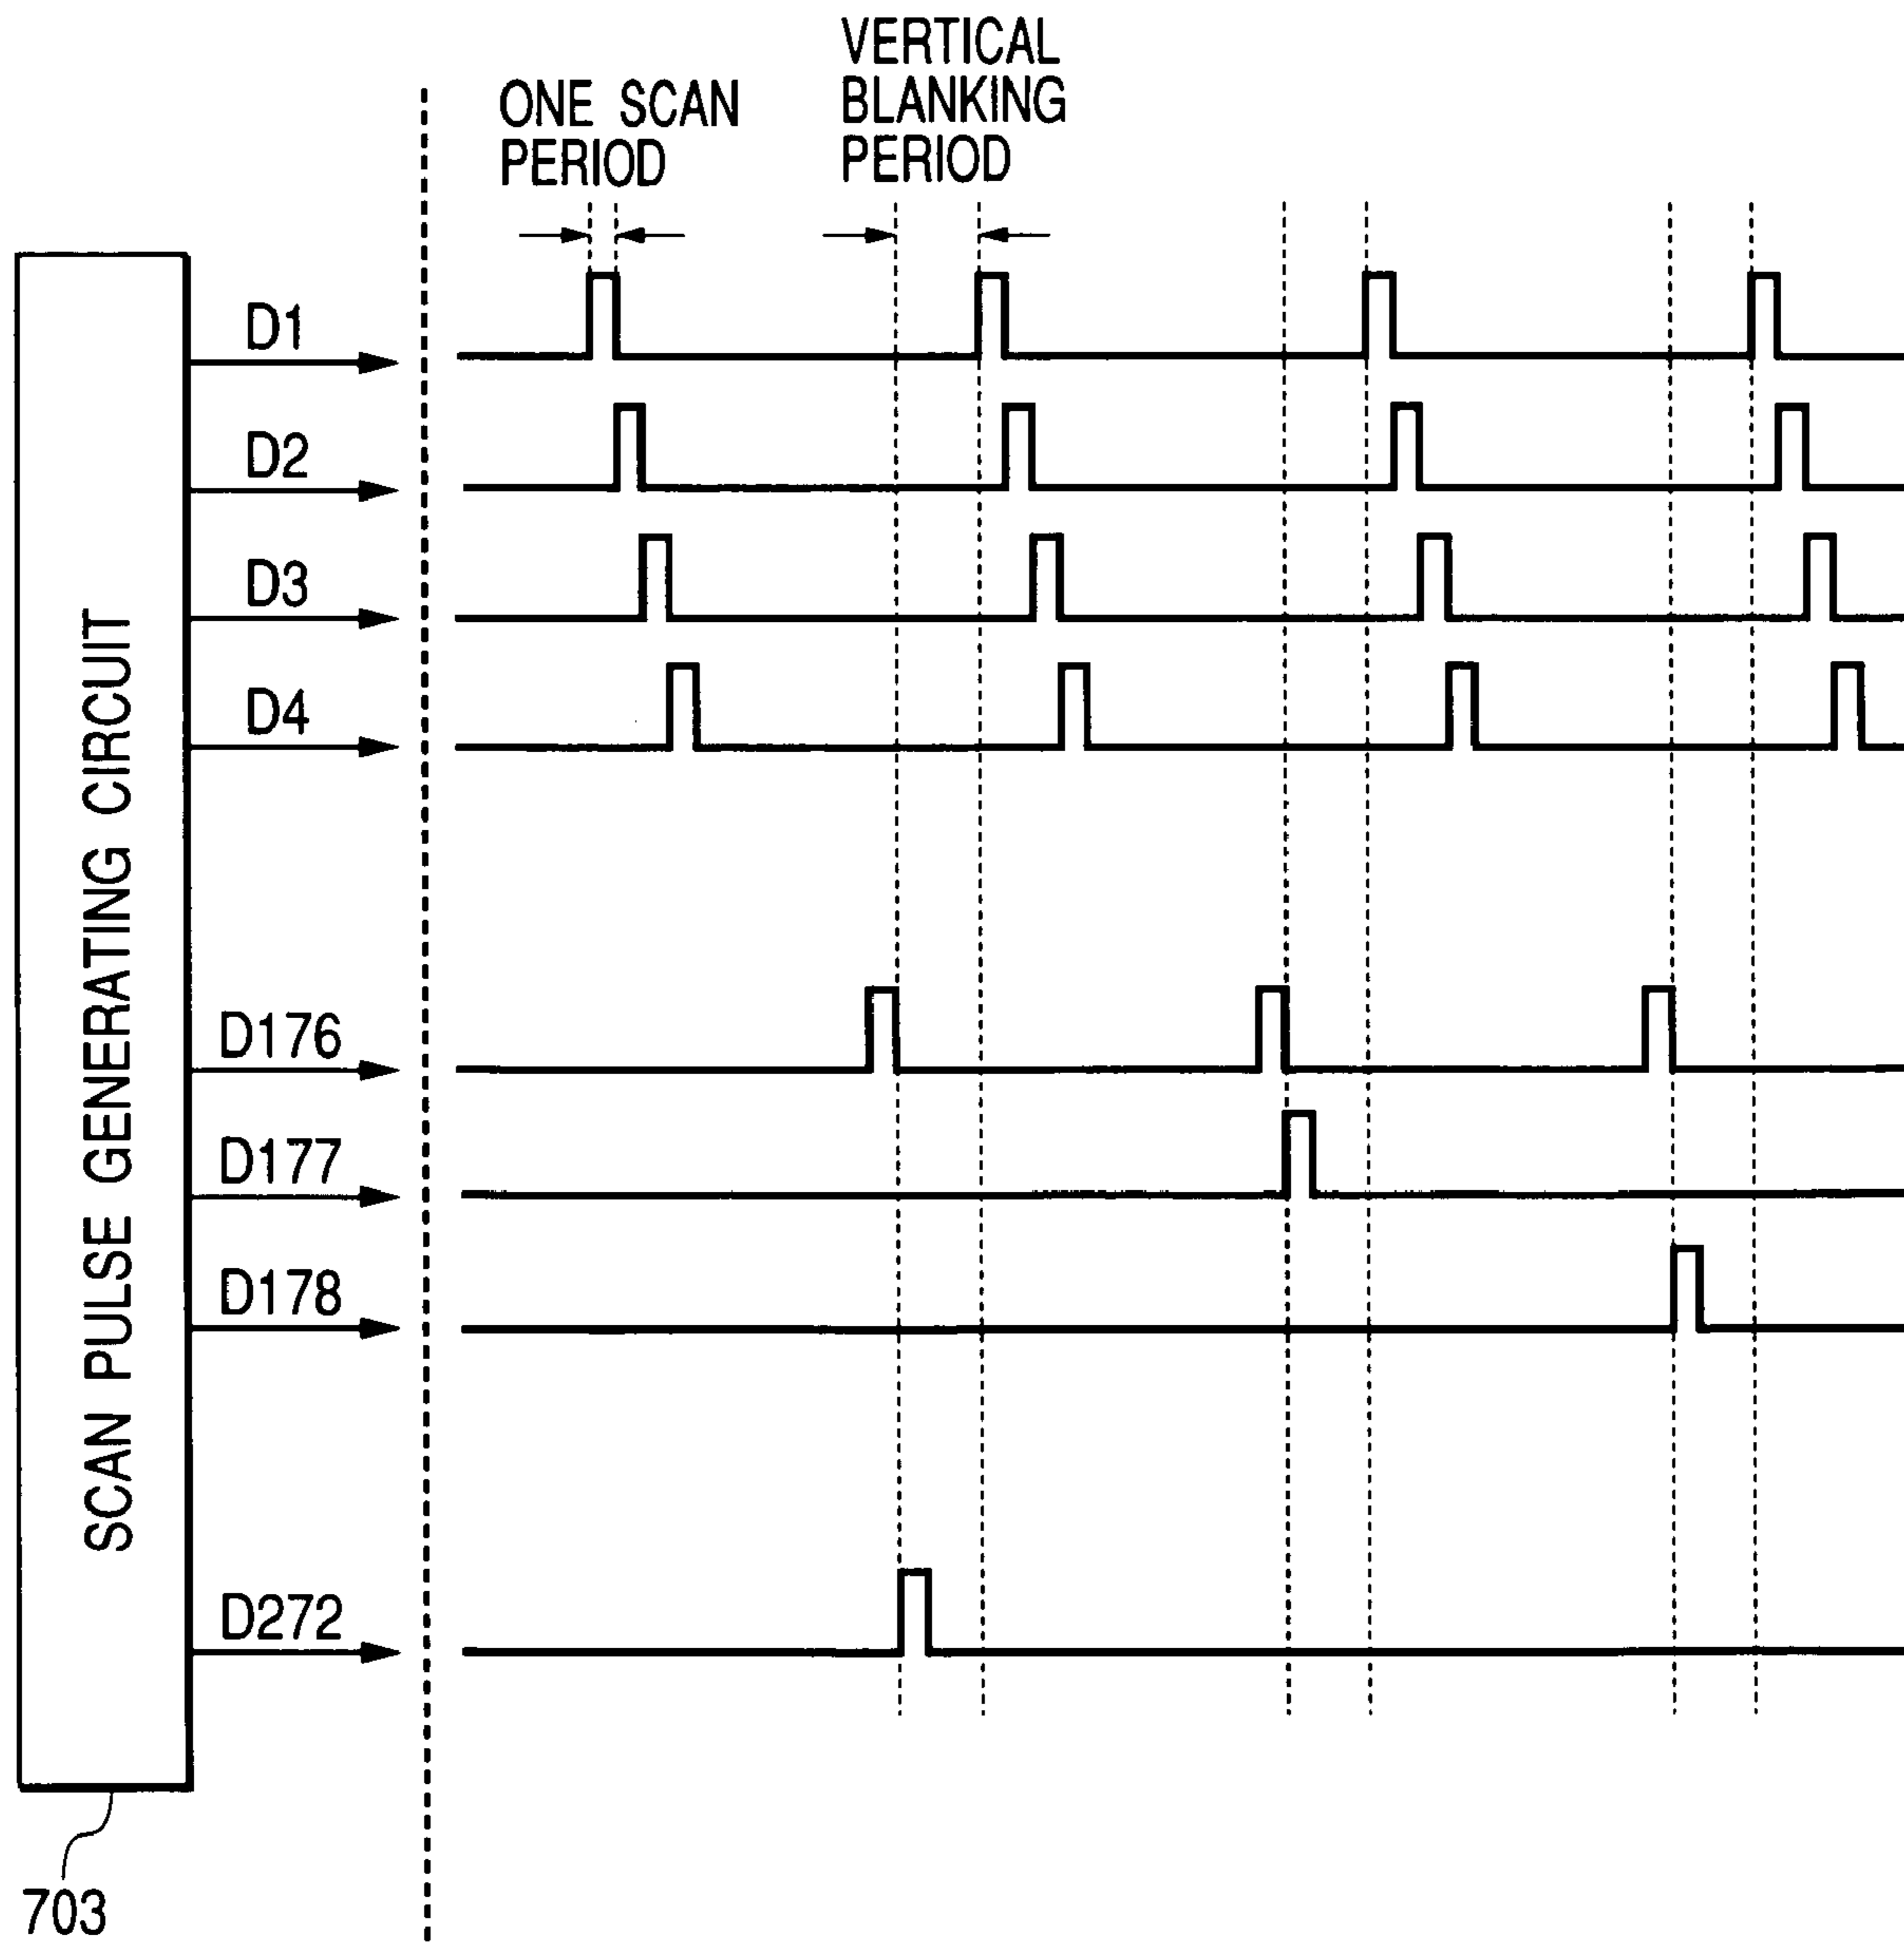 VERTICAL
BLANKING
PERIOD
ONE SCAN
PERIOD
SCAN PULSE GENERATING CIRCUIT
D1
D2
D3
D4
D176
D177
D178
D272
703